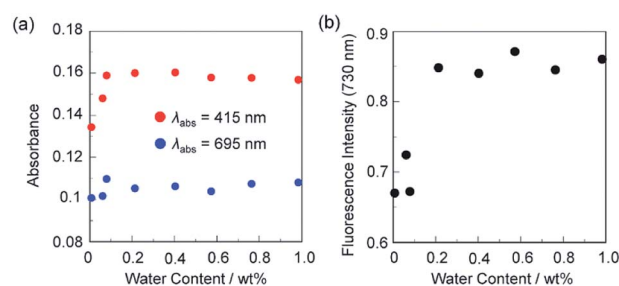 (a)
Absorbance
0.18
0.16
0.14
0.12
0.1
0.08
λabs = 415 nm
λabs = 695 nm
0 0.2 0.4 0.6 0.8 1.0
Water Content / wt%
(b)
Fluorescence Intensity (730 nm)
0.9
0.8
0.7
0.6
0 0.2 0.4 0.6 0.8 1.0
Water Content / wt%